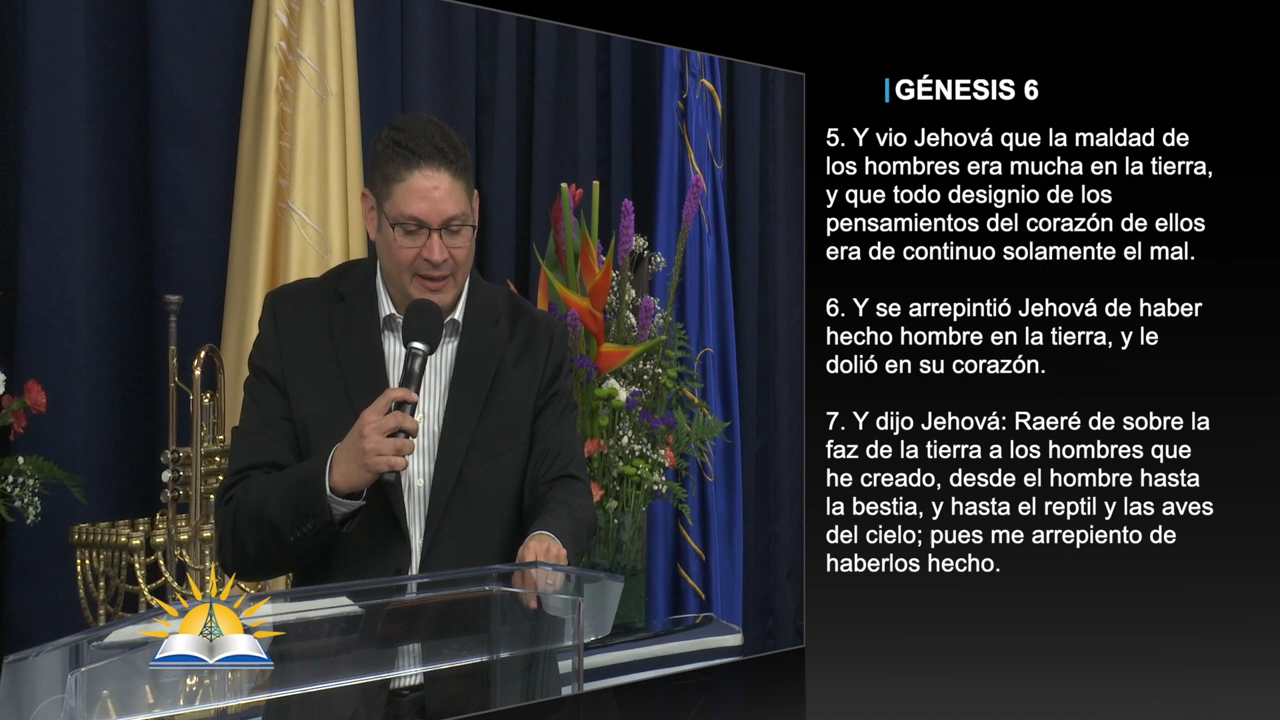 GÉNESIS 6
5. Y vio Jehová que la maldad de
los hombres era mucha en la tierra,
y que todo designio de los
pensamientos del corazón de ellos
era de continuo solamente el mal.
6. Y se arrepintió Jehová de haber
hecho hombre en la tierra, y le
dolió en su corazón.
7. Y dijo Jehová: Raeré de sobre la
faz de la tierra a los hombres que
he creado, desde el hombre hasta
la bestia, y hasta el reptil y las aves
del cielo; pues me arrepiento de
haberlos hecho.